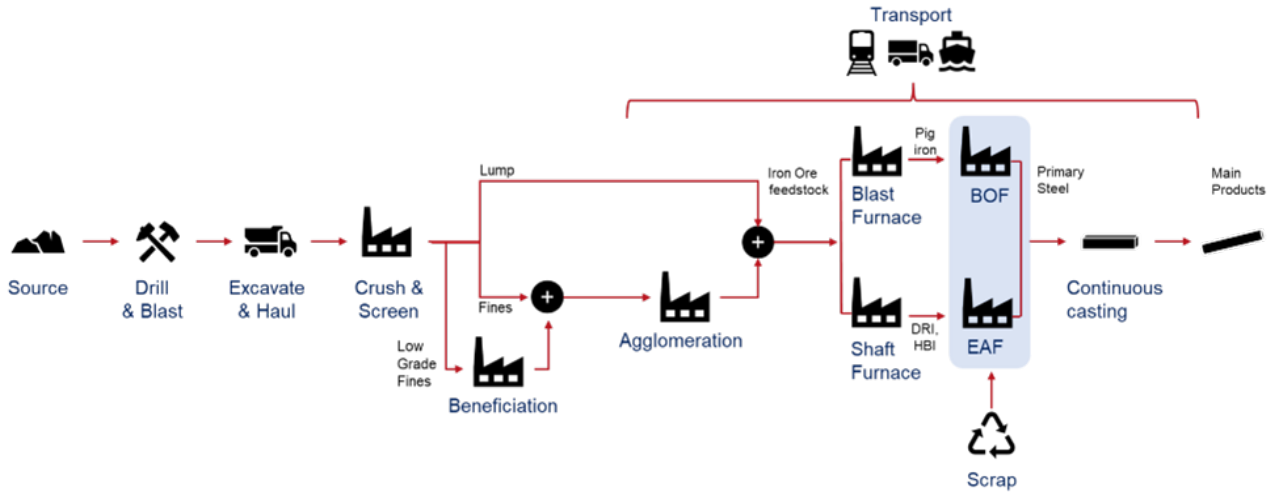 Transport
Lump
Iron Ore
feedstock
Pig
iron
Blast
Furnace
BOF
Primary
Steel
Main
Products
Source
Drill
& Blast
Excavate
& Haul
Crush &
Screen
Fines
Low
Grade
Fines
Beneficiation
Agglomeration
Shaft
Furnace
DRI,
HBI
EAF
Continuous
casting
Scrap